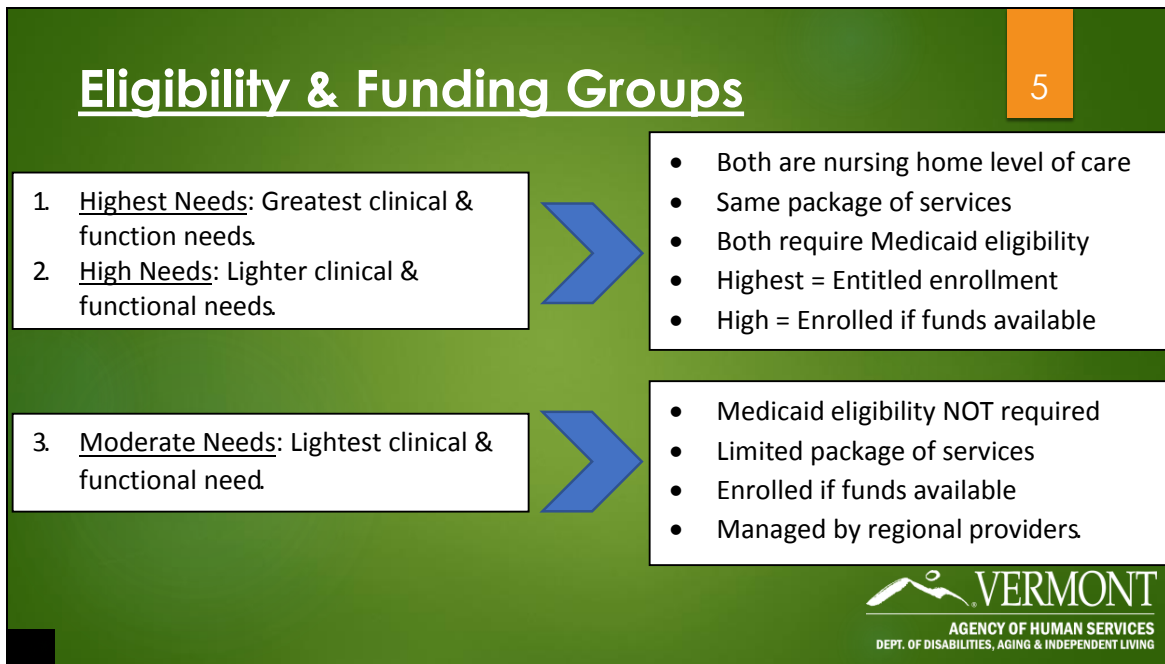 Eligibility & Funding Groups
5
1. Highest Needs: Greatest clinical &
function needs.
2. High Needs: Lighter clinical &
functional needs.
• Both are nursing home level of care
• Same package of services
• Both require Medicaid eligibility
• Highest = Entitled enrollment
• High = Enrolled if funds available
3. Moderate Needs: Lightest clinical &
functional need.
• Medicaid eligibility NOT required
• Limited package of services
• Enrolled if funds available
• Managed by regional providers.
VERMONT
AGENCY OF HUMAN SERVICES
DEPT. OF DISABILITIES, AGING & INDEPENDENT LIVING